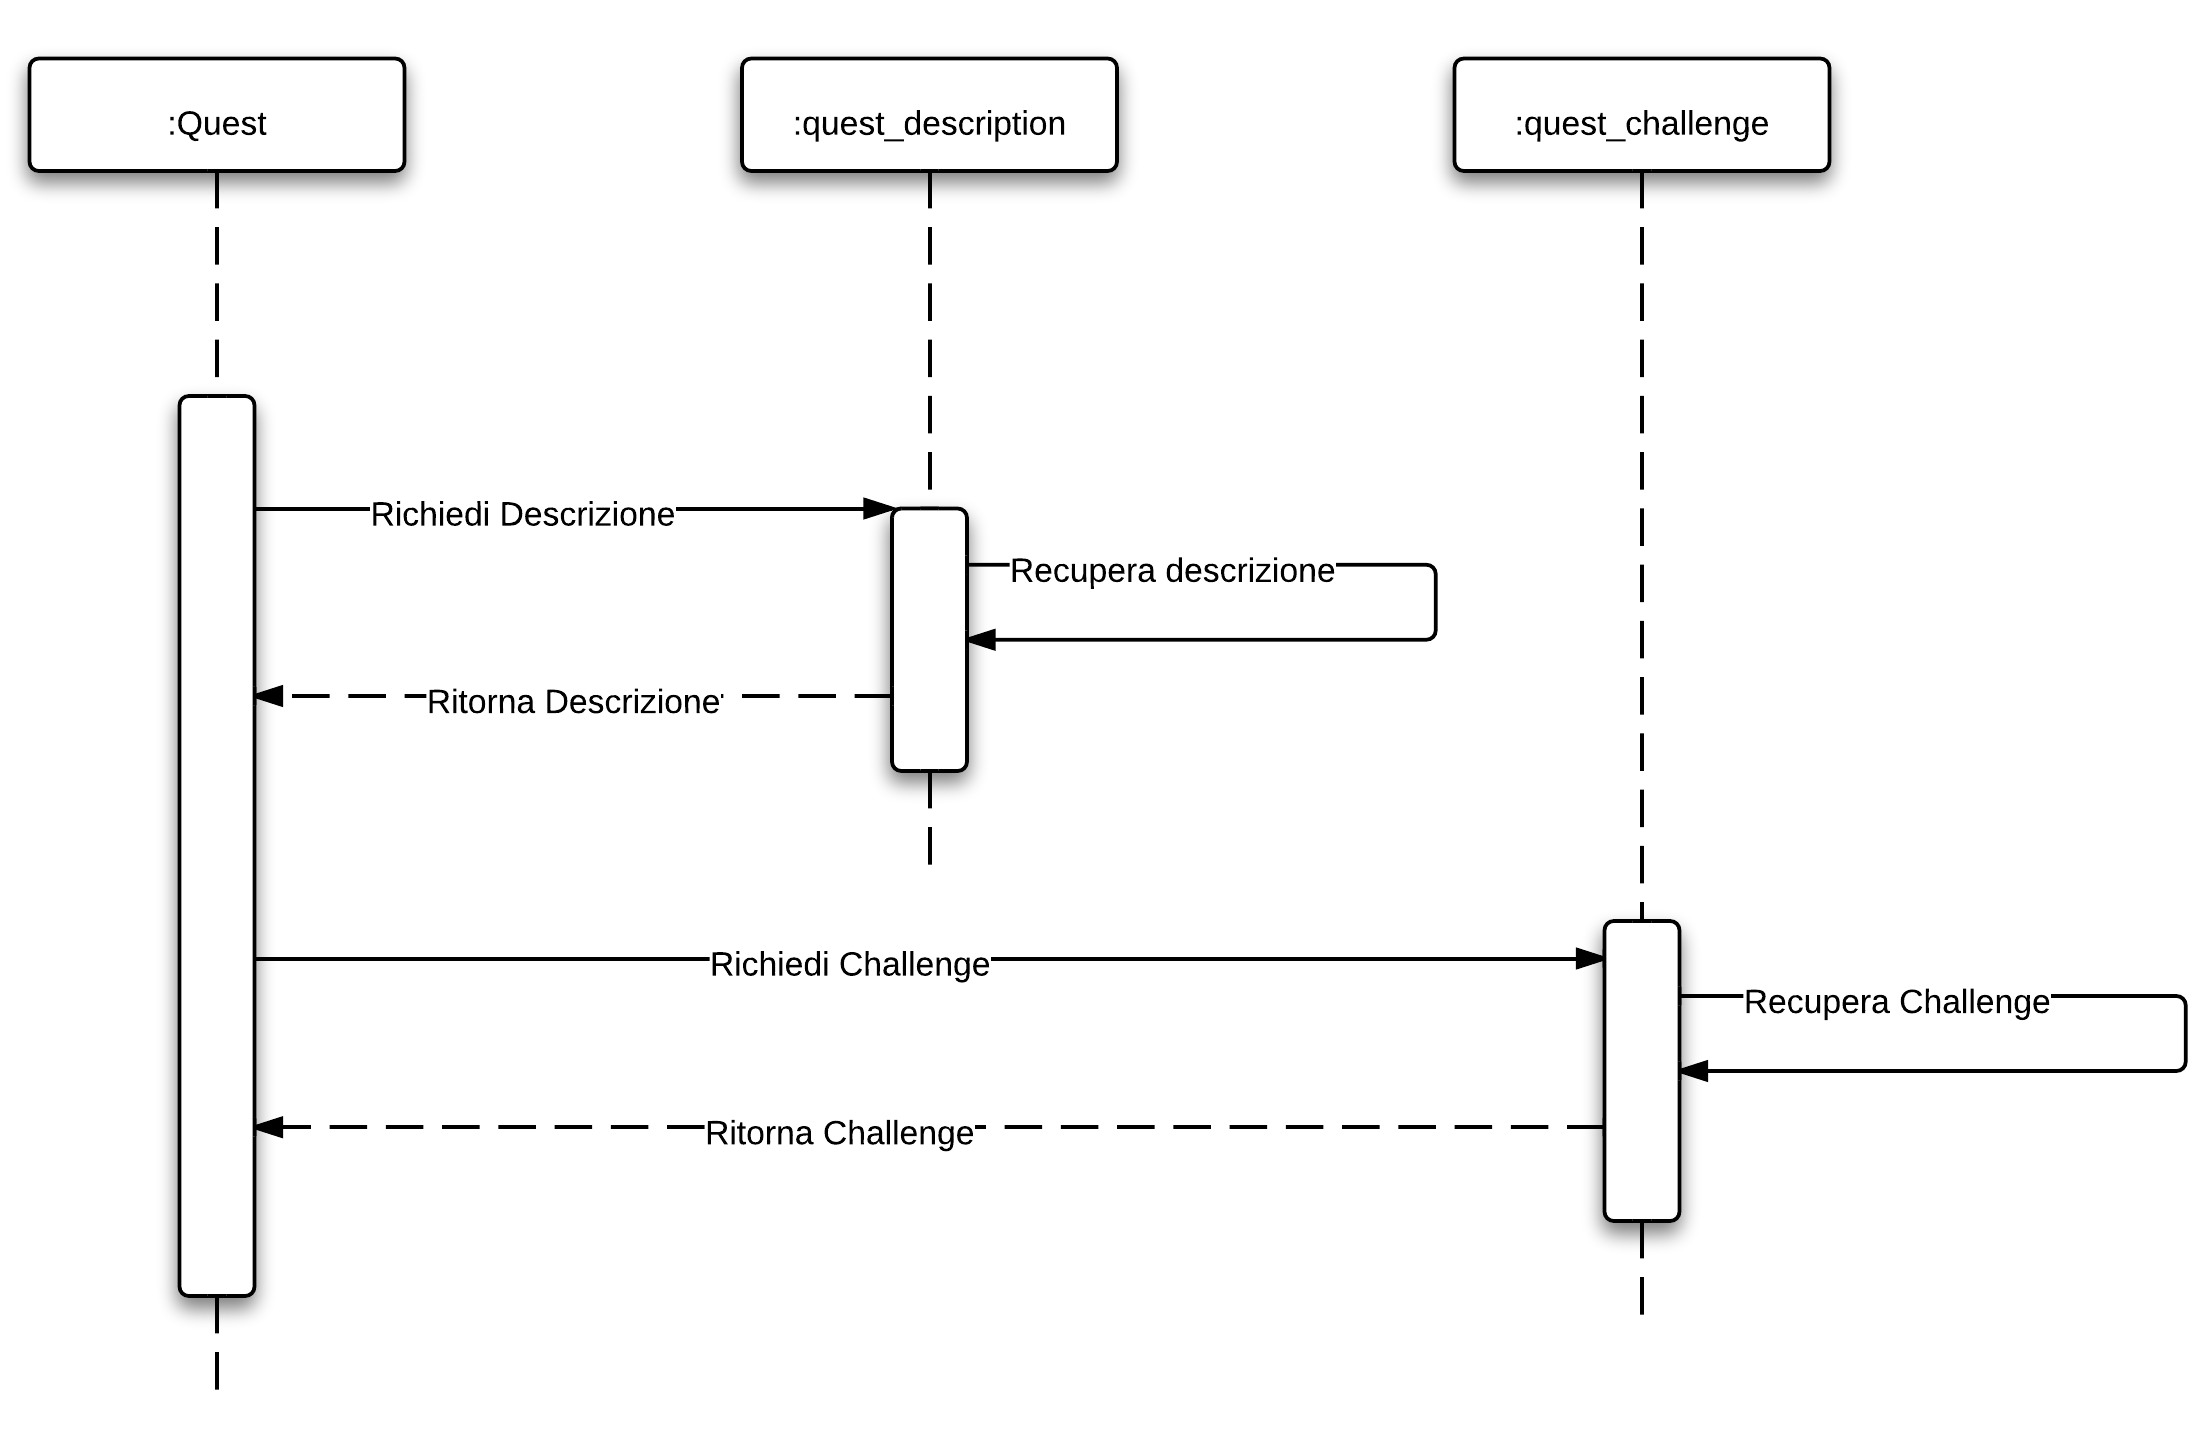 :Quest
:quest_description
:quest_challenge
Richiedi Descrizione
Recupera descrizione
Ritorna Descrizione
Richiedi Challenge
Recupera Challenge
Ritorna Challenge